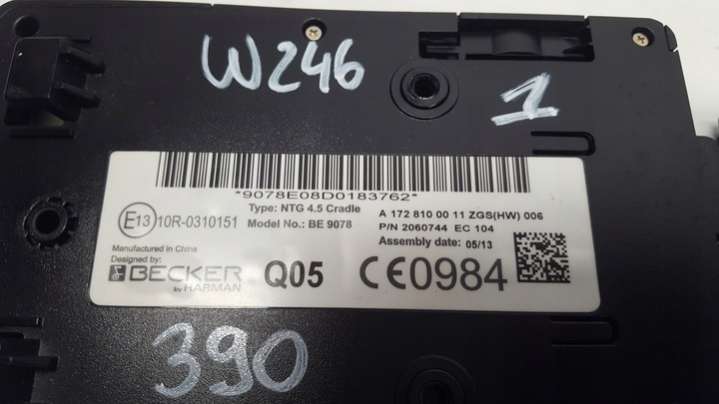 W246
1
*9078E08D0183762*
Type: NTG 4.5 Cradle
A 172 810 00 11 ZGS(HW) 006
E13 10R-0310151
Model No.: BE 9078
P/N 2060744 EC 104
Assembly date: 05/13
Manufactured in China
Designed by:
BECKER
by HARMAN
Q05
CE0984
390